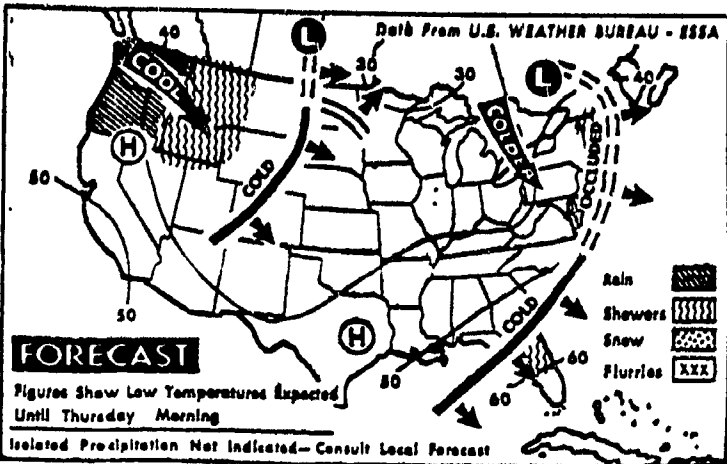 Data From U.S. WEATHER BUREAU - ESSA
40
L
30
30
L
40
COOL
COLDER
H
COLD
OCCLUDED
50
50
Rain
Showers
Snow
Flurries
XXX
COLD
H
50
60
60
FORECAST
Figures Show Low Temperatures Expected
Until Thursday Morning
Isolated Precipitation Not Indicated— Consult Local Forecast